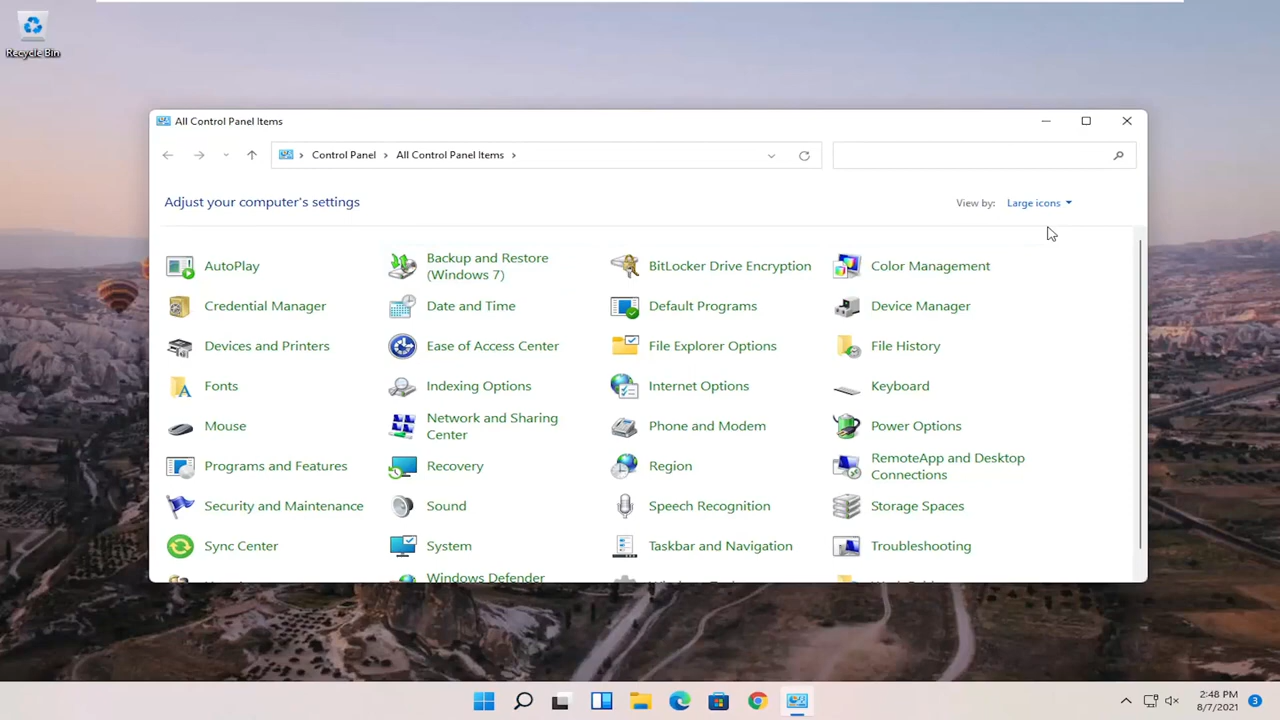 Recycle Bin
All Control Panel Items
Control Panel
All Control Panel Items
Adjust your computer's settings
View by:
Large icons
AutoPlay
Backup and Restore
(Windows 7)
BitLocker Drive Encryption
Color Management
Credential Manager
Date and Time
Default Programs
Device Manager
Devices and Printers
Ease of Access Center
File Explorer Options
File History
Fonts
Indexing Options
Internet Options
Keyboard
Mouse
Network and Sharing
Center
Phone and Modem
Power Options
Programs and Features
Recovery
Region
RemoteApp and Desktop
Connections
Security and Maintenance
Sound
Speech Recognition
Storage Spaces
Sync Center
System
Taskbar and Navigation
Troubleshooting
Windows Defender
2:48 PM
8/7/2021
3